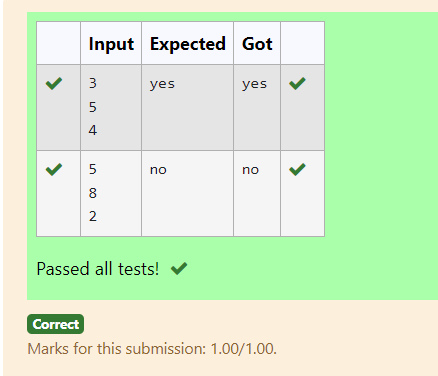 Input Expected Got
3 yes yes
5
4
5 no no
8
2
Passed all tests!
Correct
Marks for this submission: 1.00/1.00.